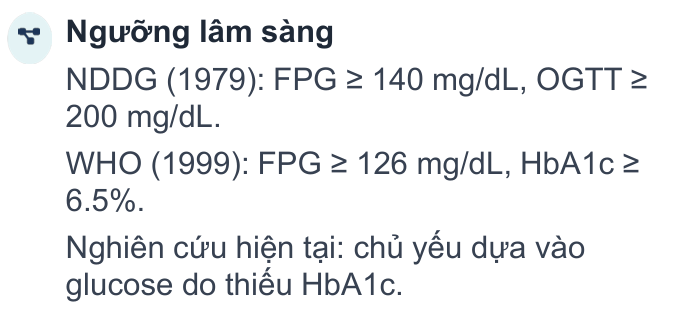 Ngưỡng lâm sàng
NDDG (1979): FPG ≥ 140 mg/dL, OGTT ≥
200 mg/dL.
WHO (1999): FPG ≥ 126 mg/dL, HbA1c ≥
6.5%.
Nghiên cứu hiện tại: chủ yếu dựa vào
glucose do thiếu HbA1c.